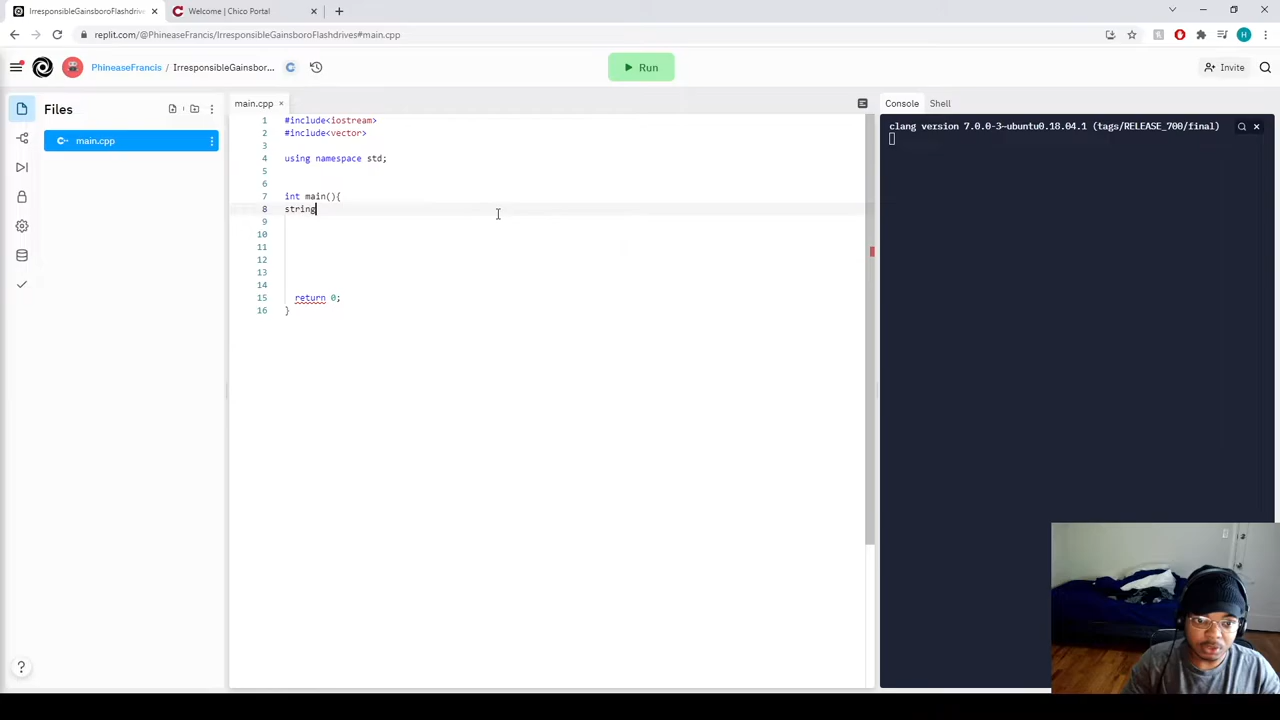 IrresponsibleGainsboroFlashdrive
Welcome | Chico Portal
replit.com/@PhineaseFrancis/IrresponsibleGainsboroFlashdrives#main.cpp
H
PhineaseFrancis / IrresponsibleGainsbor...
Run
Invite
Files
main.cpp
main.cpp
Console
Shell
1 #include<iostream>
2 #include<vector>
3
4 using namespace std;
5
6
7 int main(){
8 string
9
10
11
12
13
14
15 return 0;
16 }
clang version 7.0.0-3~ubuntu0.18.04.1 (tags/RELEASE_700/final)
?